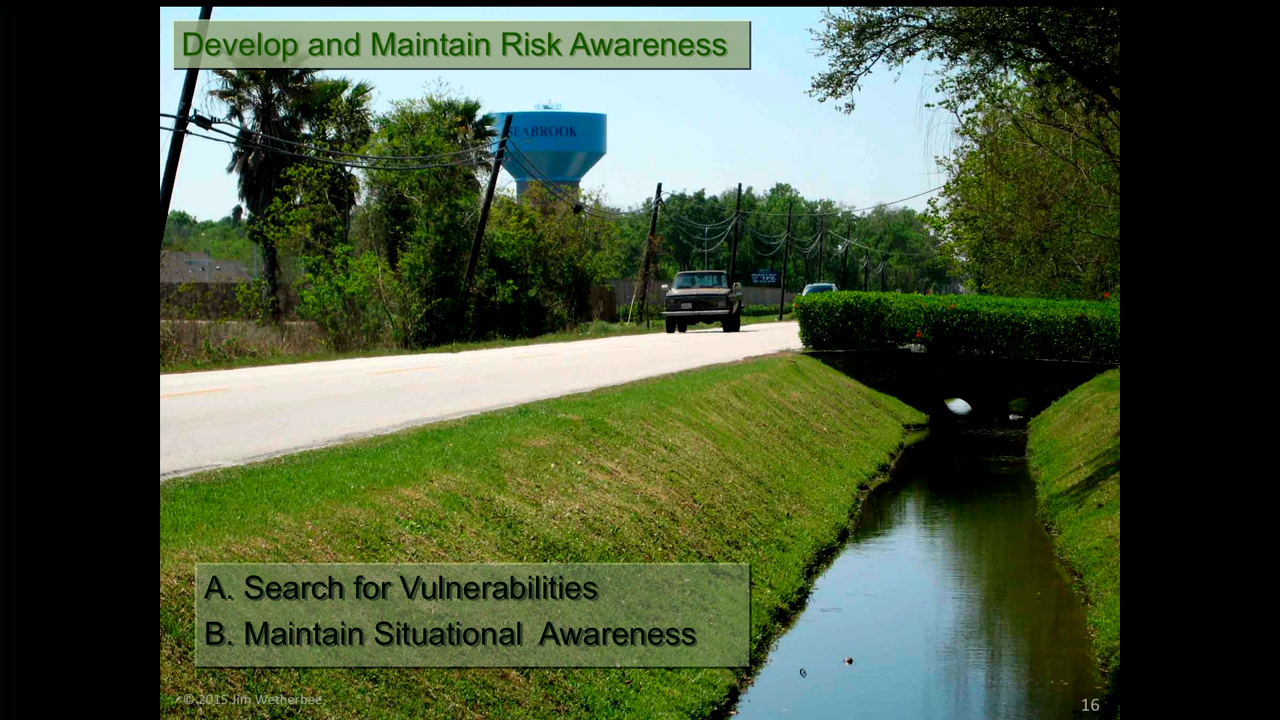 Develop and Maintain Risk Awareness
SEABROOK
A. Search for Vulnerabilities
B. Maintain Situational  Awareness
© 2015 Jim Wetherbee
16